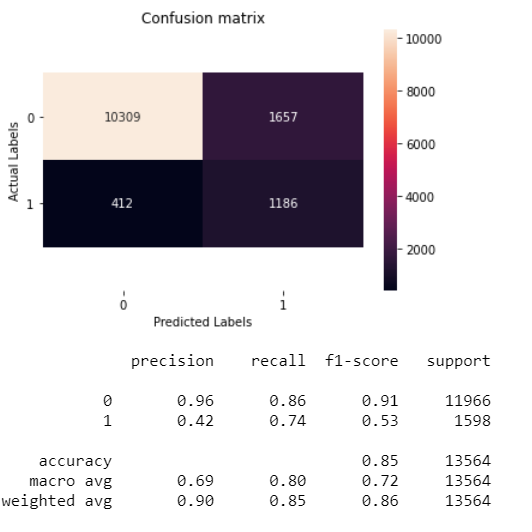 Confusion matrix
10000
8000
6000
4000
2000
Actual Labels
0 10309 1657
1 412 1186
0 1
Predicted Labels
precision recall f1-score support
0 0.96 0.86 0.91 11966
1 0.42 0.74 0.53 1598
accuracy 0.85 13564
macro avg 0.69 0.80 0.72 13564
weighted avg 0.90 0.85 0.86 13564